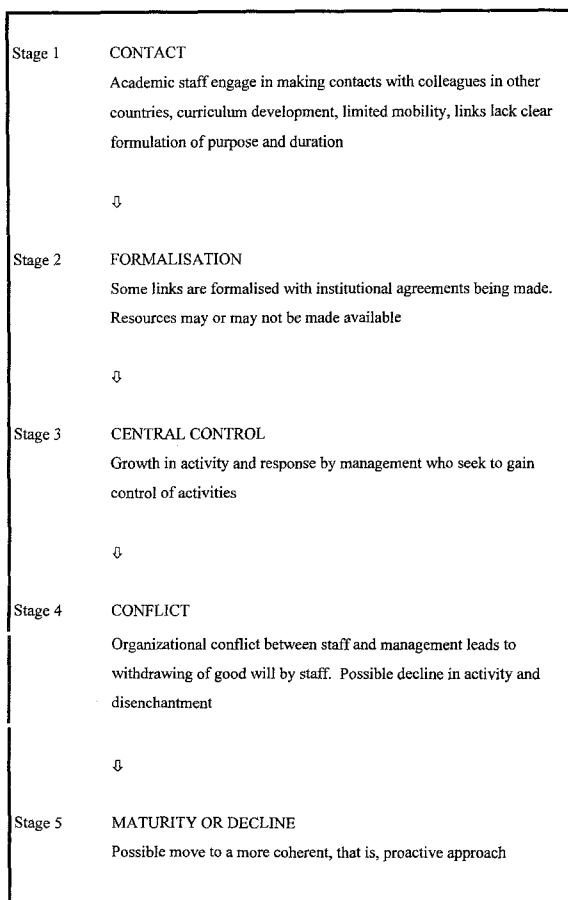 Stage 1 CONTACT
Academic staff engage in making contacts with colleagues in other
countries, curriculum development, limited mobility, links lack clear
formulation of purpose and duration
⇩
Stage 2 FORMALISATION
Some links are formalised with institutional agreements being made.
Resources may or may not be made available
⇩
Stage 3 CENTRAL CONTROL
Growth in activity and response by management who seek to gain
control of activities
⇩
Stage 4 CONFLICT
Organizational conflict between staff and management leads to
withdrawing of good will by staff. Possible decline in activity and
disenchantment
⇩
Stage 5 MATURITY OR DECLINE
Possible move to a more coherent, that is, proactive approach